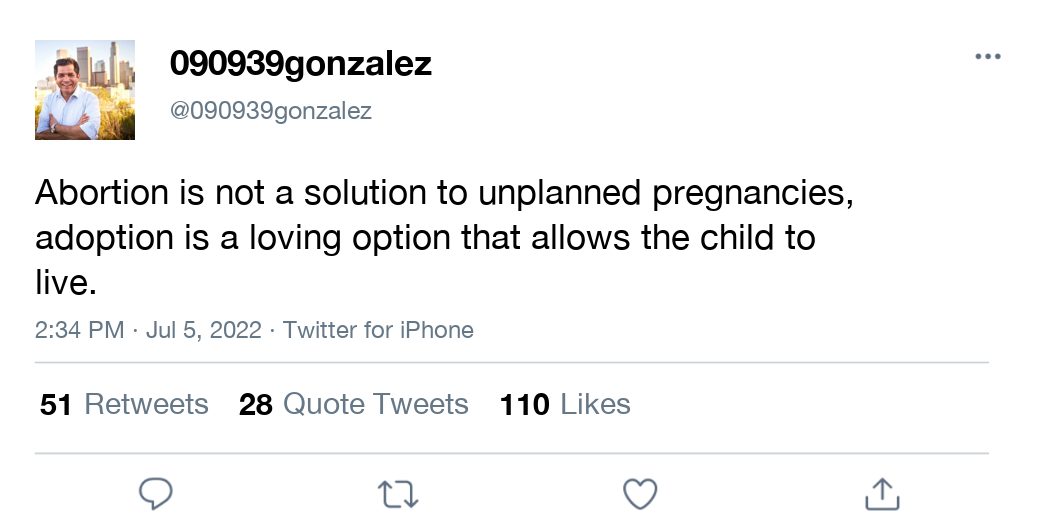 090939gonzalez
@090939gonzalez
Abortion is not a solution to unplanned pregnancies,
adoption is a loving option that allows the child to
live.
2:34 PM · Jul 5, 2022 · Twitter for iPhone
51 Retweets 28 Quote Tweets 110 Likes